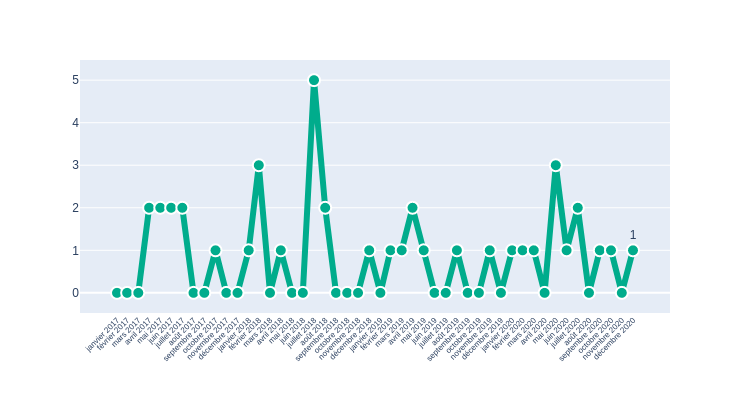 5
4
3
2
1
0
1
janvier 2017
février 2017
mars 2017
avril 2017
mai 2017
juin 2017
juillet 2017
août 2017
septembre 2017
octobre 2017
novembre 2017
décembre 2017
janvier 2018
février 2018
mars 2018
avril 2018
mai 2018
juin 2018
juillet 2018
août 2018
septembre 2018
octobre 2018
novembre 2018
décembre 2018
janvier 2019
février 2019
mars 2019
avril 2019
mai 2019
juin 2019
juillet 2019
août 2019
septembre 2019
octobre 2019
novembre 2019
décembre 2019
janvier 2020
février 2020
mars 2020
avril 2020
mai 2020
juin 2020
juillet 2020
août 2020
septembre 2020
octobre 2020
novembre 2020
décembre 2020